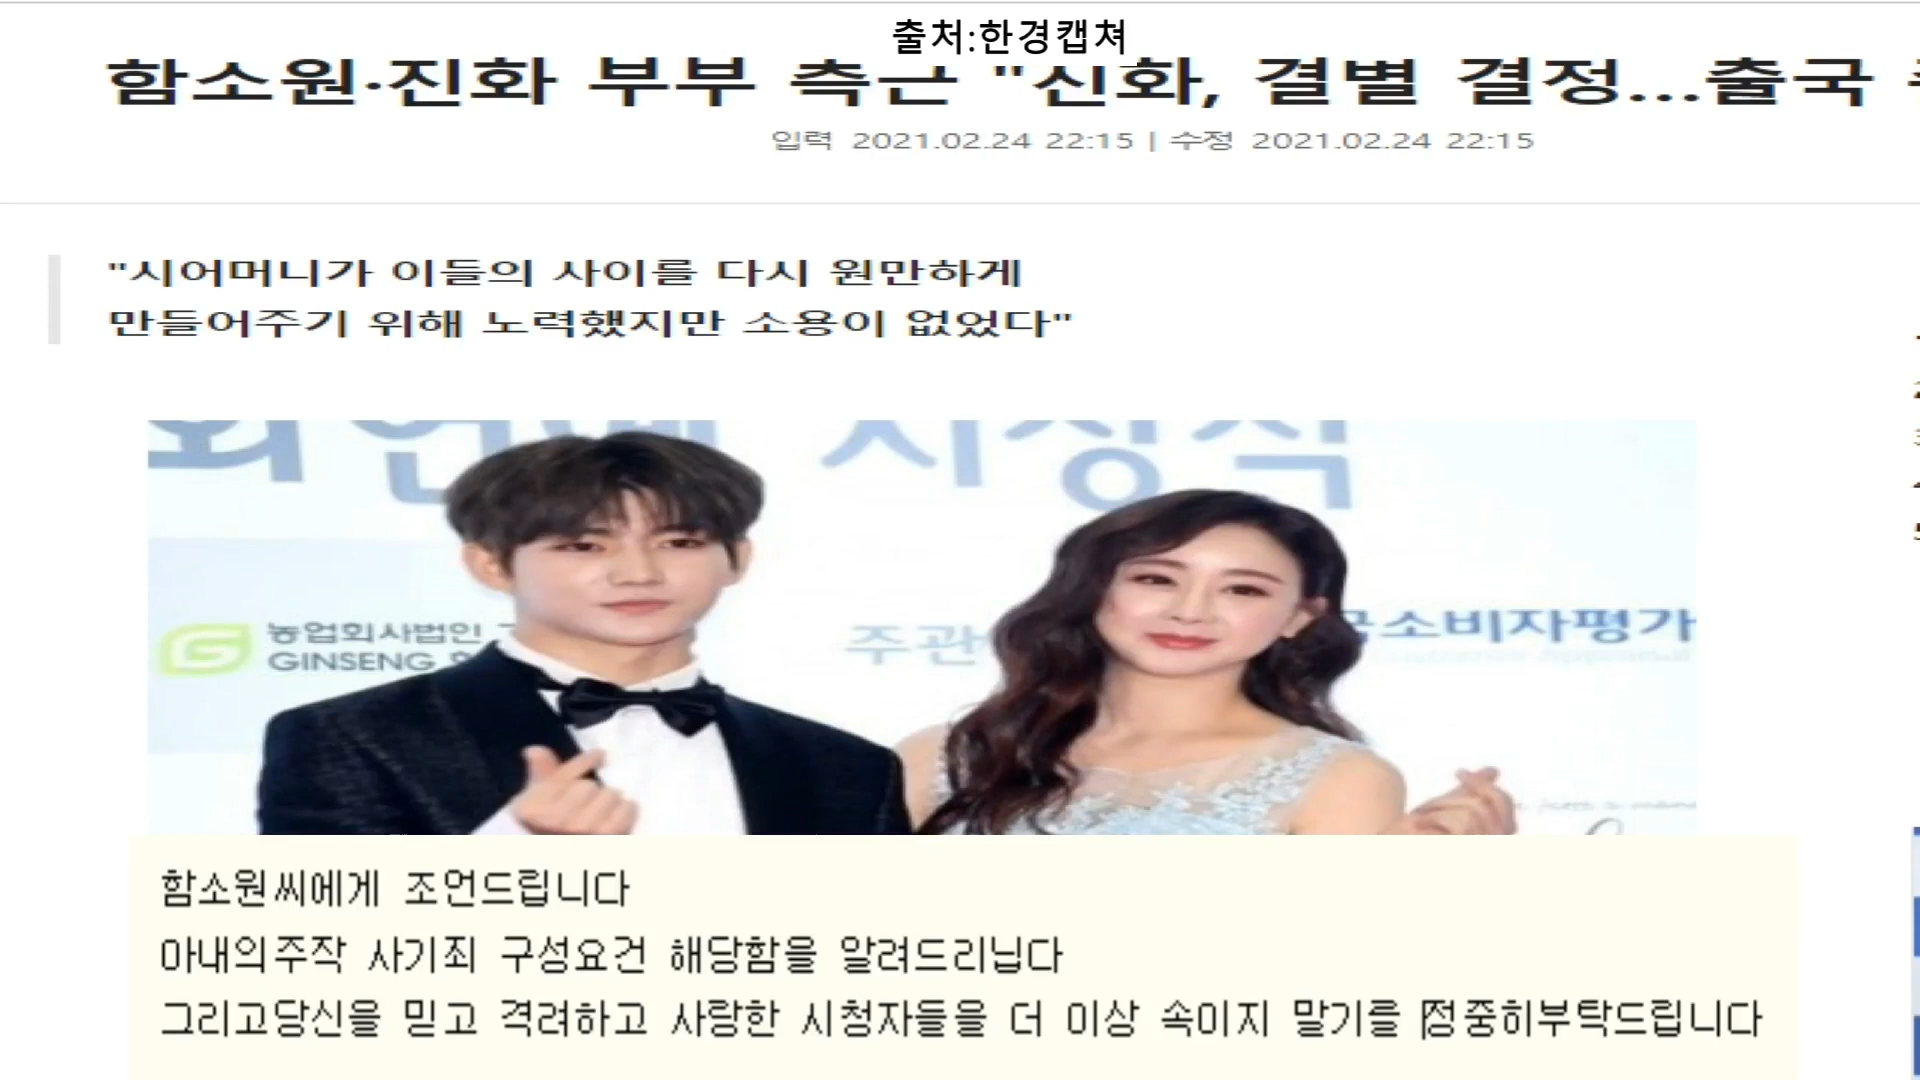 출처:한경캡쳐
함소원·진화 부부 측근 "진화, 결별 결정...출국
입력 2021.02.24 22:15 | 수정 2021.02.24 22:15
"시어머니가 이들의 사이를 다시 원만하게
만들어주기 위해 노력했지만 소용이 없었다"
시상식
농업회사법인
GINSENG
주관
소비자평가
함소원씨에게 조언드립니다
아내의주작 사기죄 구성요건 해당함을 알려드리닙다
그리고당신을 믿고 격려하고 사랑한 시청자들을 더 이상 속이지 말기를 정중히부탁드립니다